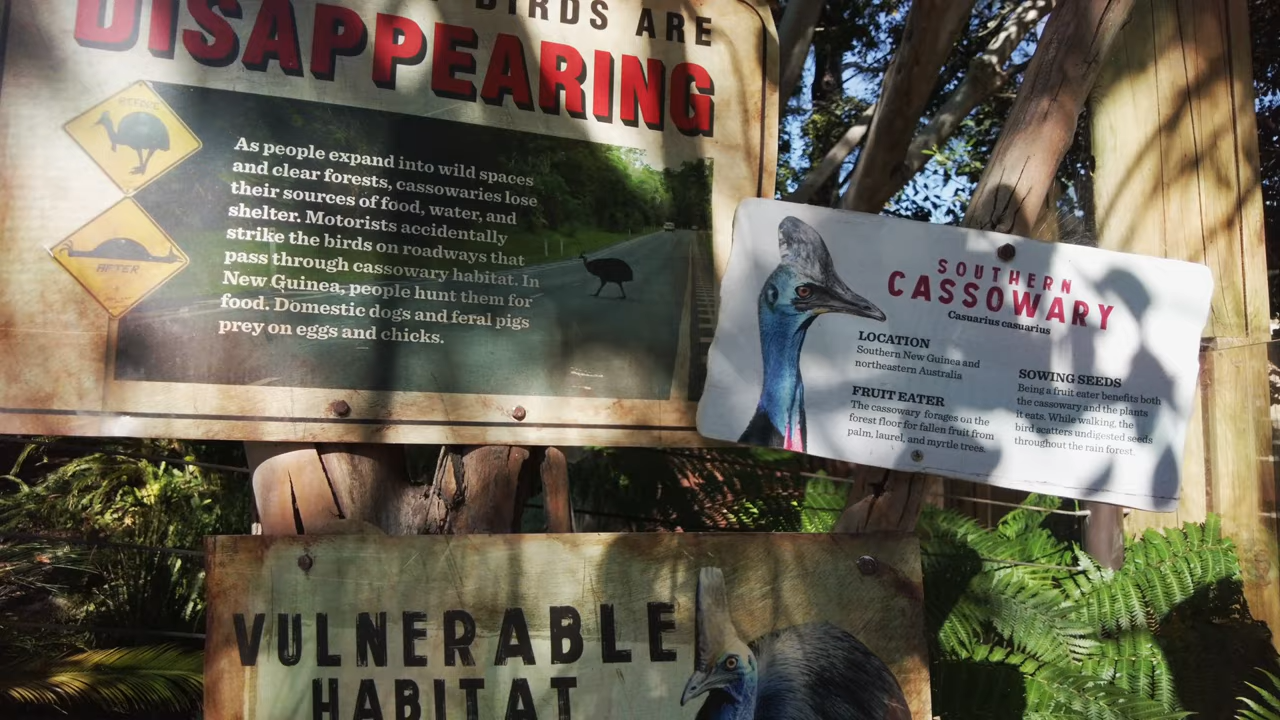 BIRDS ARE
DISAPPEARING
BEFORE
AFTER
As people expand into wild spaces
and clear forests, cassowaries lose
their sources of food, water, and
shelter. Motorists accidentally
strike the birds on roadways that
pass through cassowary habitat. In
New Guinea, people hunt them for
food. Domestic dogs and feral pigs
prey on eggs and chicks.
SOUTHERN
CASSOWARY
Casuarius casuarius
LOCATION
Southern New Guinea and
northeastern Australia
FRUIT EATER
The cassowary forages on the
forest floor for fallen fruit from
palm, laurel, and myrtle trees.
SOWING SEEDS
Being a fruit eater benefits both
the cassowary and the plants
it eats. While walking, the
bird scatters undigested seeds
throughout the rain forest.
VULNERABLE
HABITAT